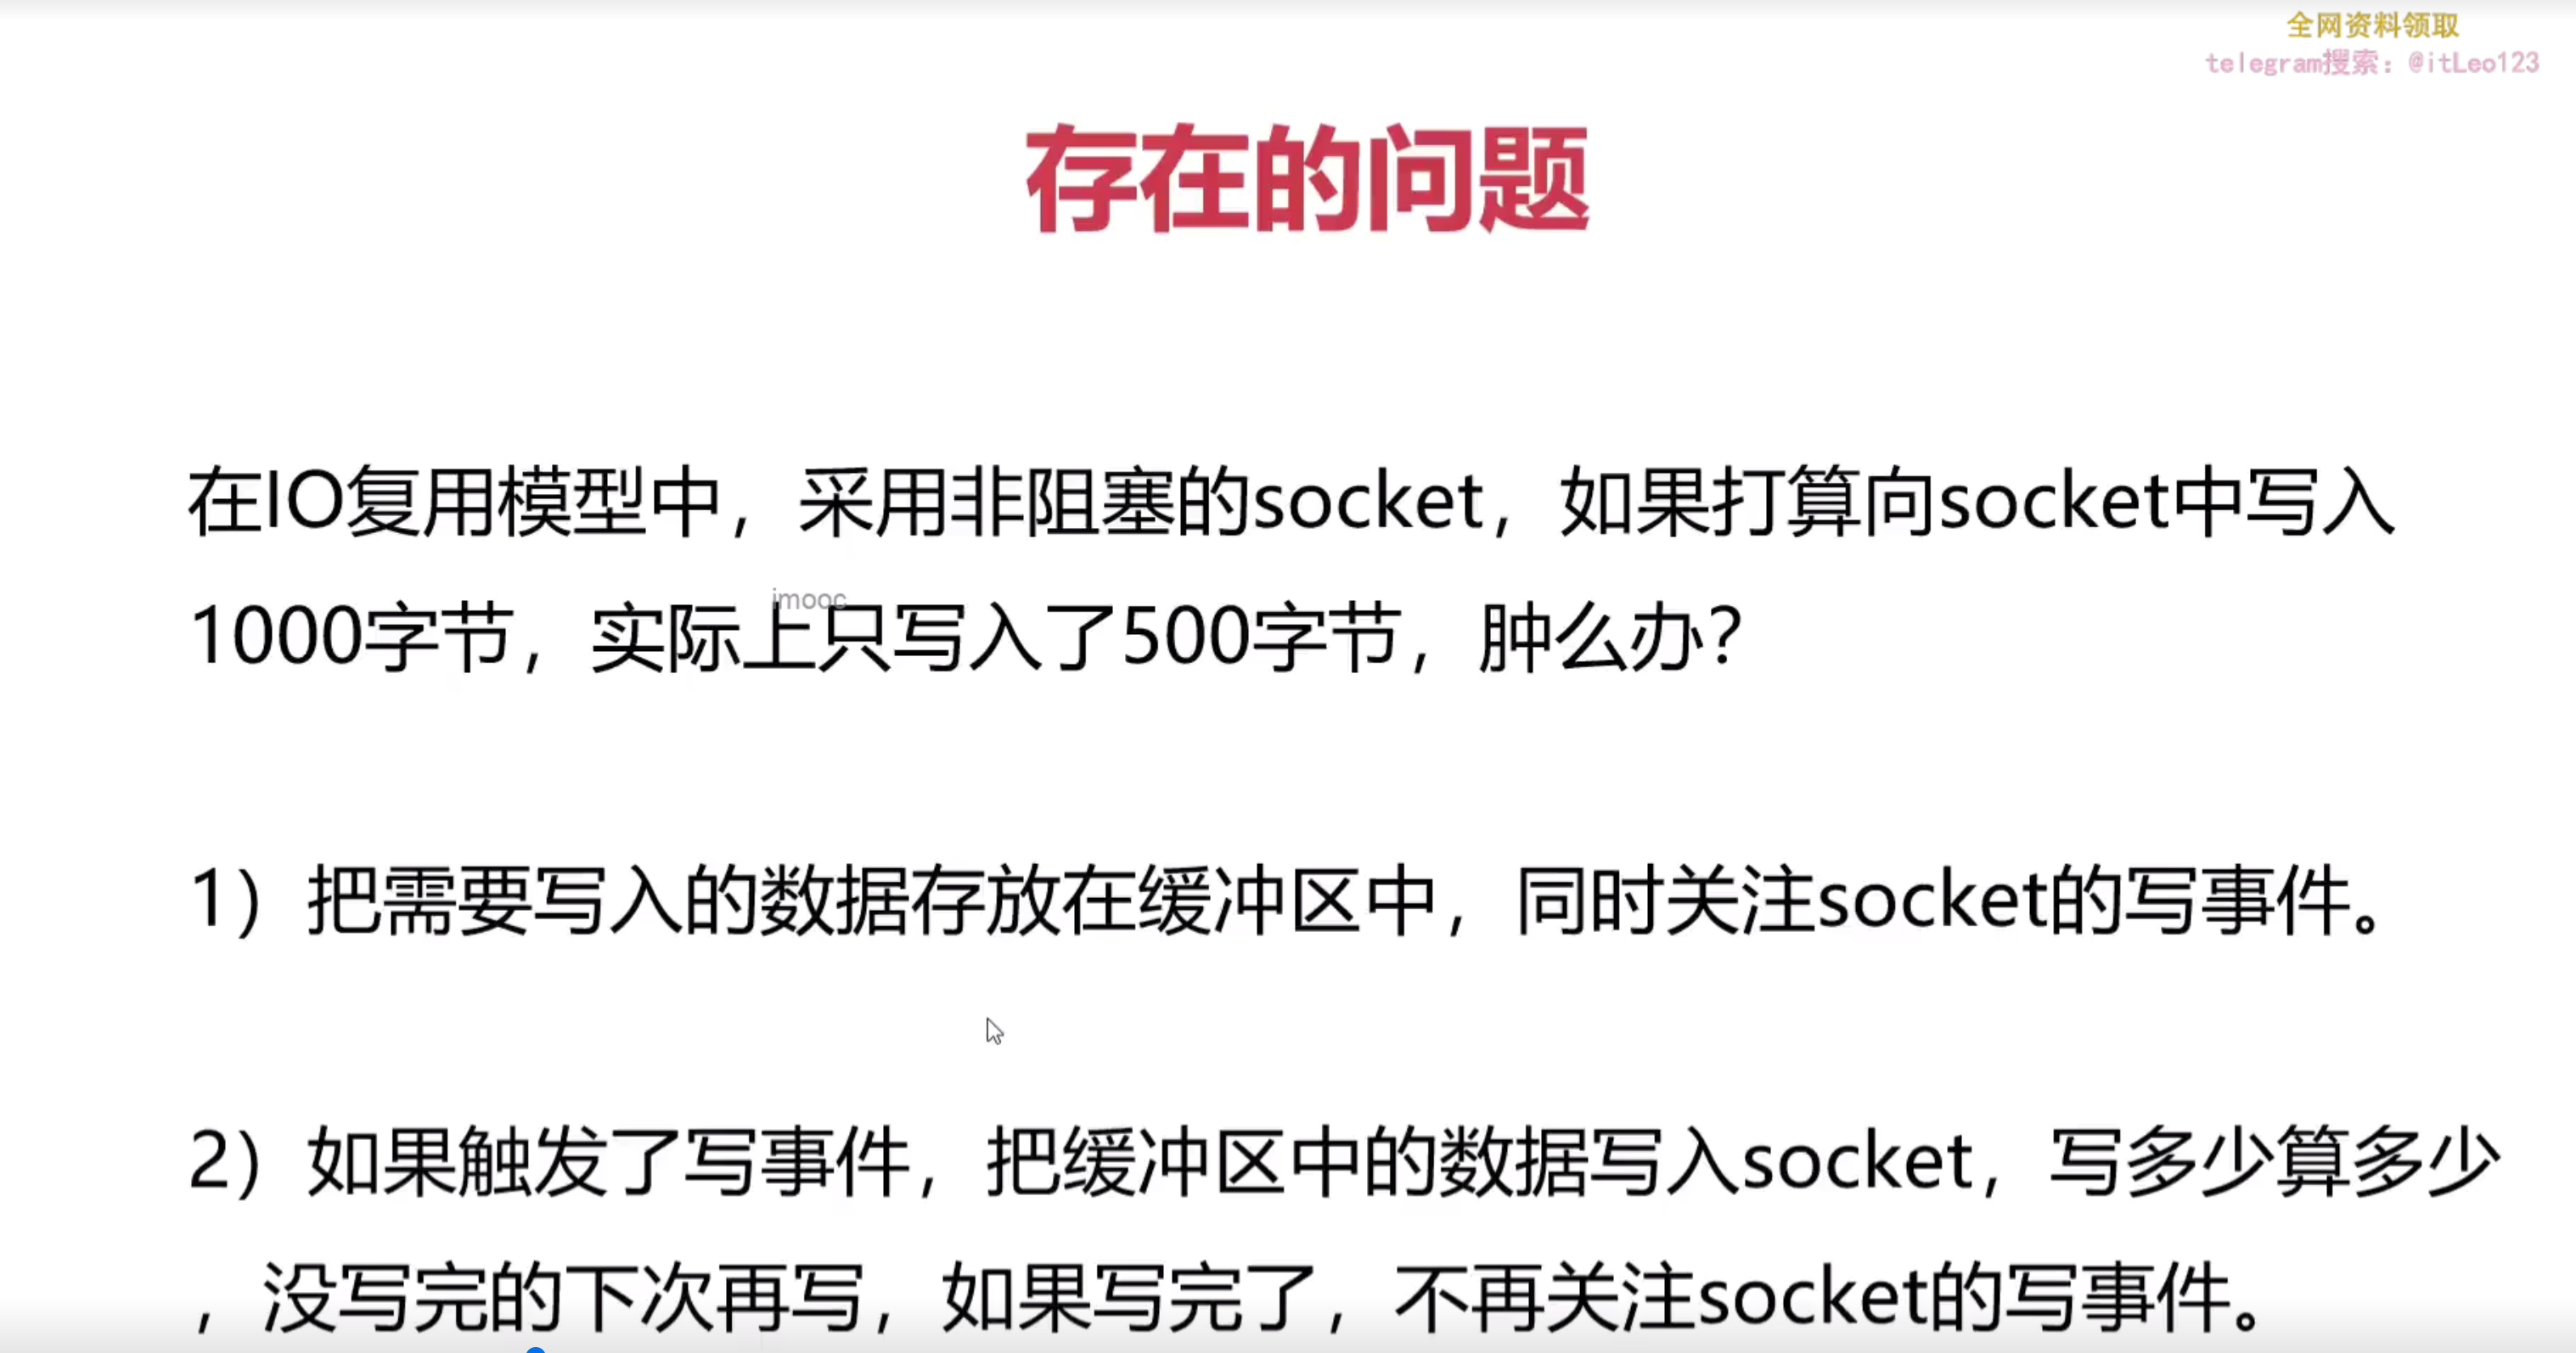 全网资料领取
telegram搜索：@itLeo123
存在的问题
在IO复用模型中，采用非阻塞的socket，如果打算向socket中写入
imooc
1000字节，实际上只写入了500字节，肿么办？
1）把需要写入的数据存放在缓冲区中，同时关注socket的写事件。
2）如果触发了写事件，把缓冲区中的数据写入socket，写多少算多少
，没写完的下次再写，如果写完了，不再关注socket的写事件。